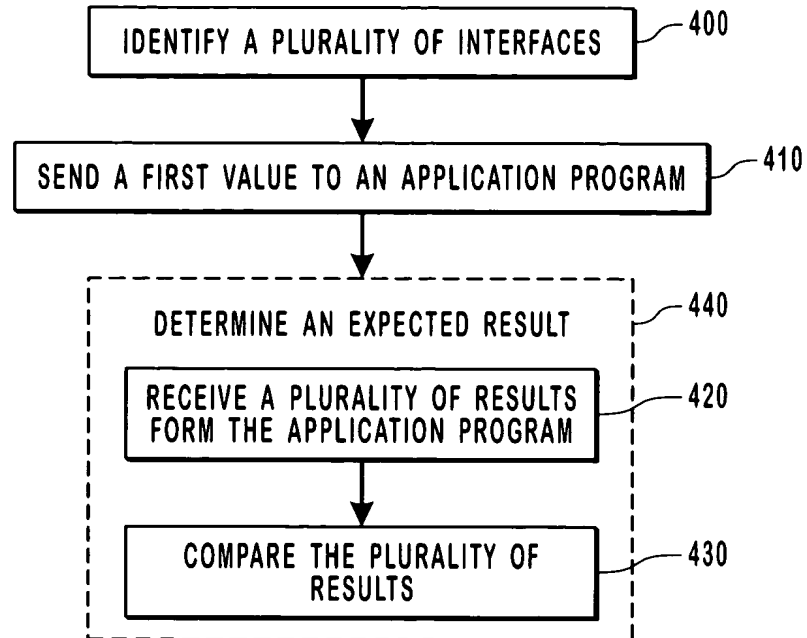 IDENTIFY A PLURALITY OF INTERFACES
400
SEND A FIRST VALUE TO AN APPLICATION PROGRAM
410
DETERMINE AN EXPECTED RESULT
440
RECEIVE A PLURALITY OF RESULTS
FORM THE APPLICATION PROGRAM
420
COMPARE THE PLURALITY OF
RESULTS
430